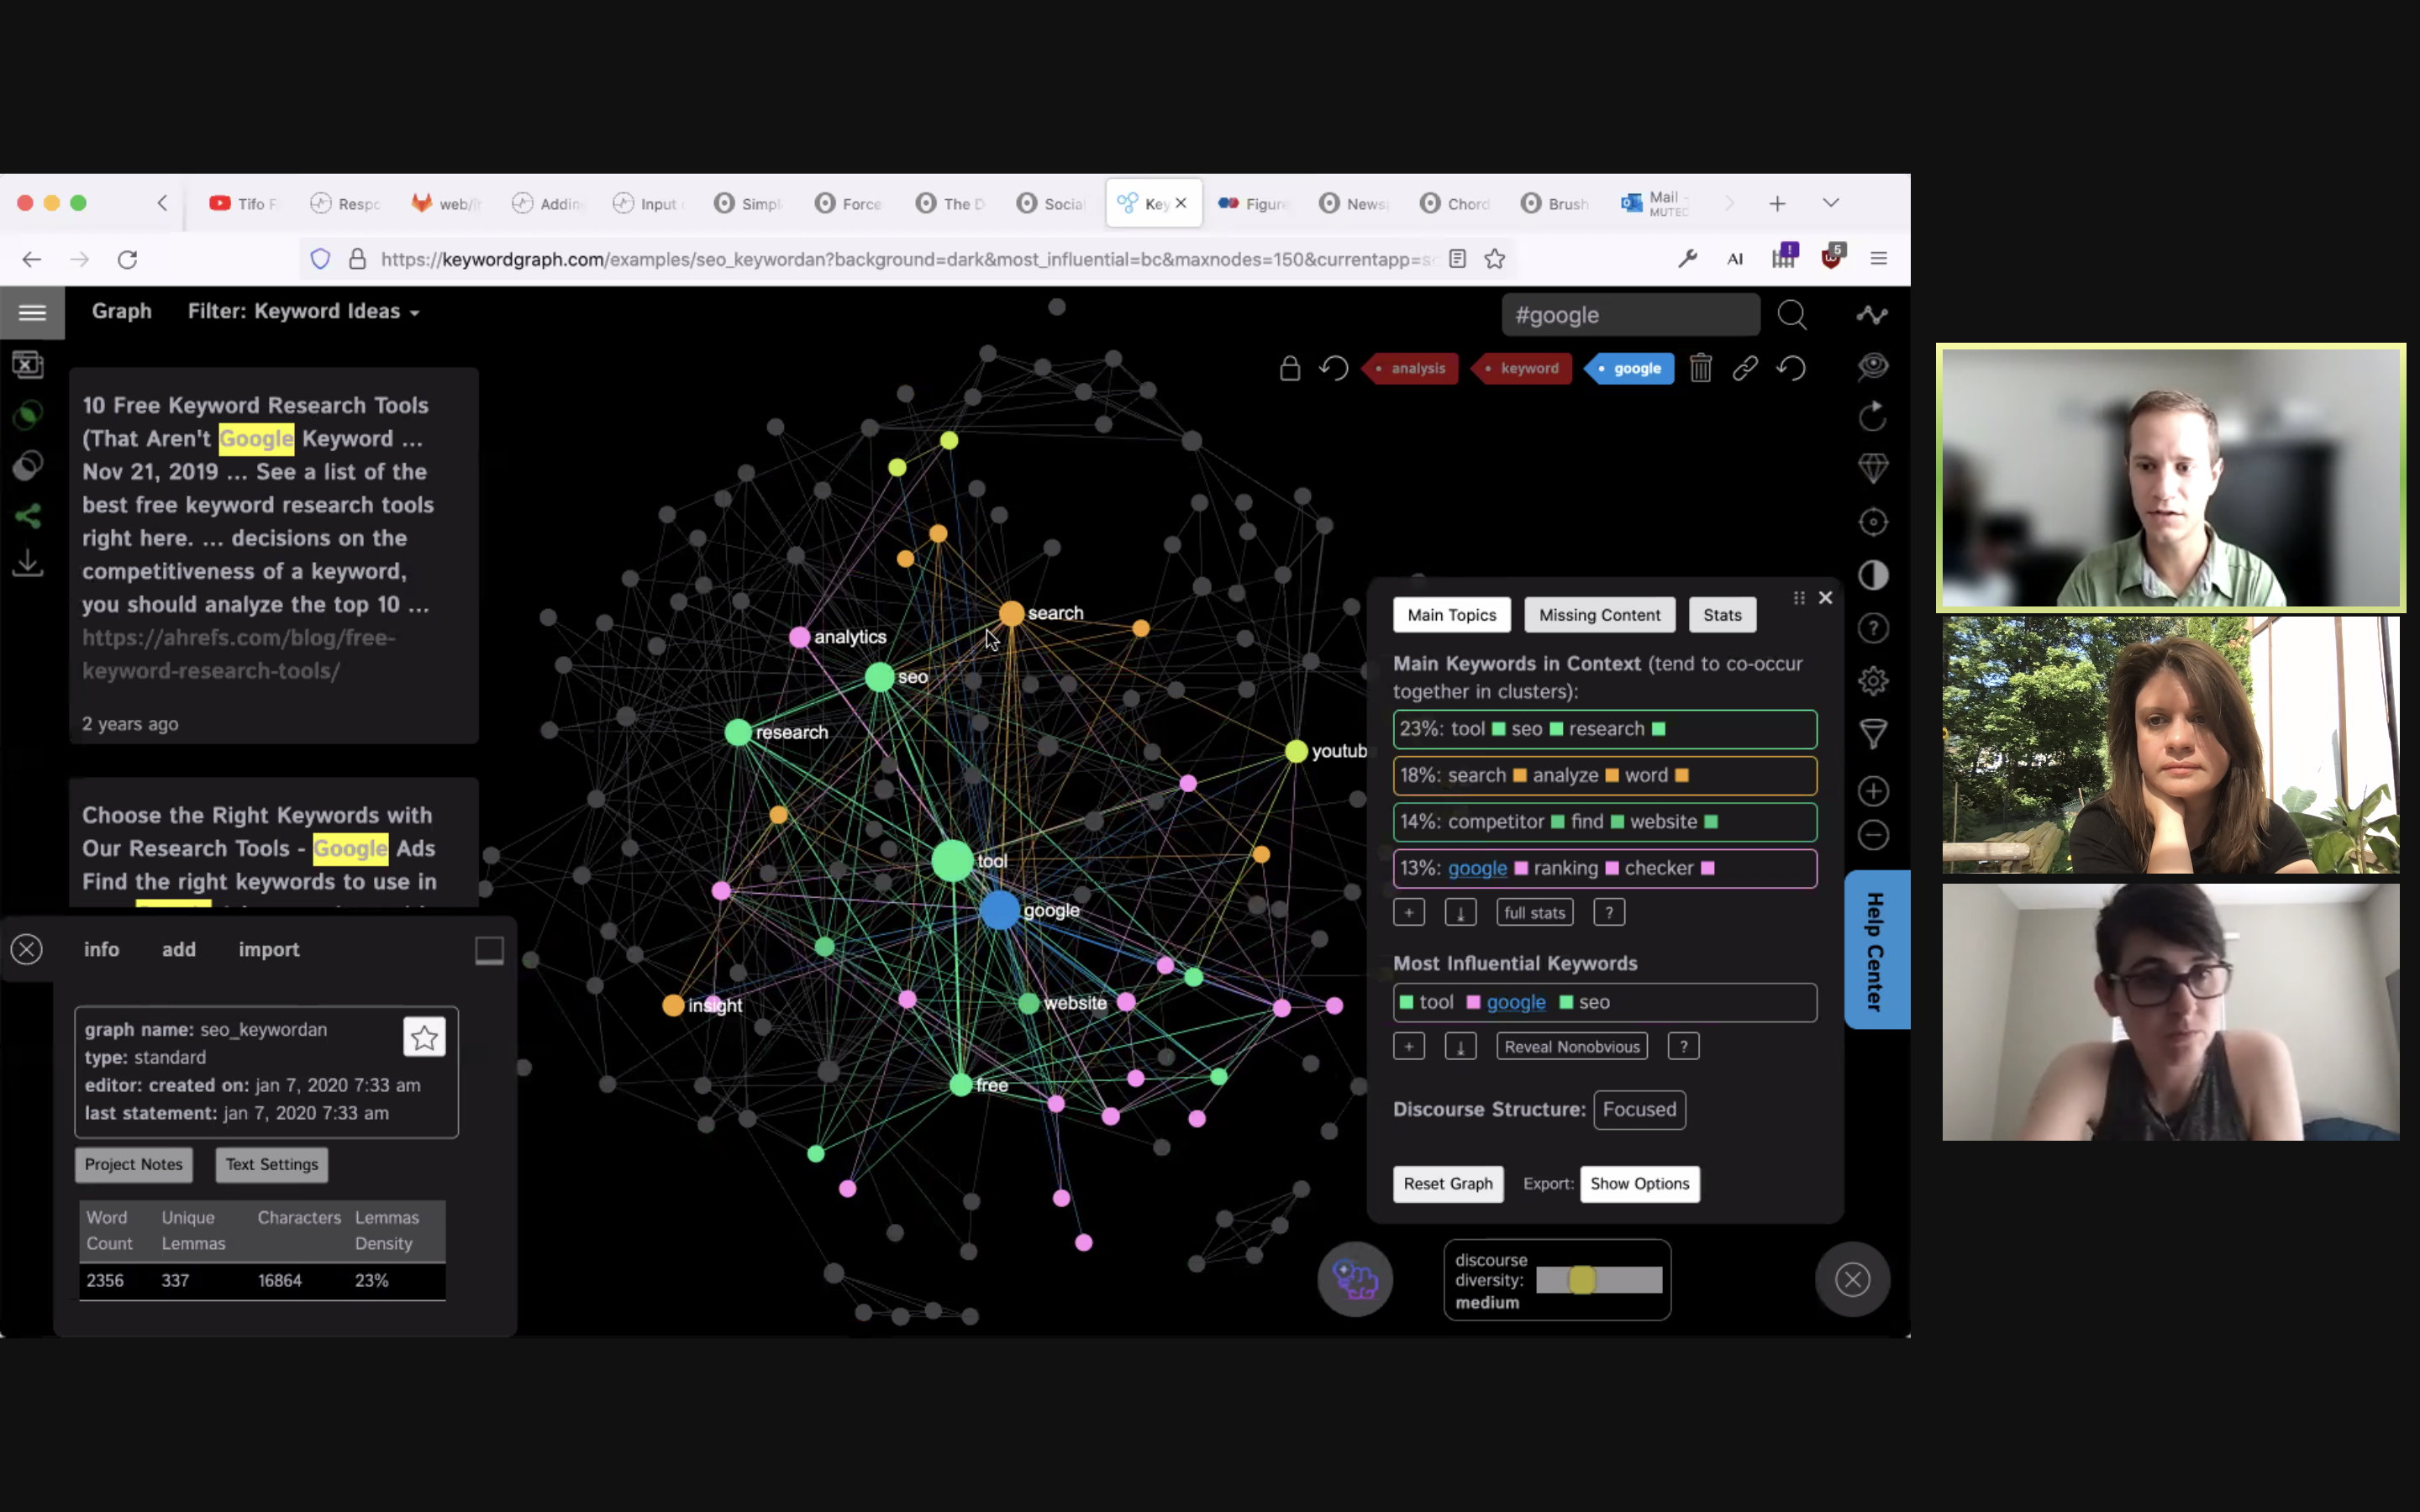 Tifo F
Respo
web/
Addin
Input
Simpl
Force
The D
Social
Key
Figure
News
Chord
Brush
Mail -
MUTED
https://keywordgraph.com/examples/seo_keywordan?background=dark&most_influential=bc&maxnodes=150&currentapp=s
AI
!
5
Graph
Filter: Keyword Ideas
#google
• analysis
• keyword
• google
10 Free Keyword Research Tools
(That Aren't Google Keyword ...
Nov 21, 2019 ... See a list of the
best free keyword research tools
right here. ... decisions on the
competitiveness of a keyword,
you should analyze the top 10 ...
https://ahrefs.com/blog/free-
keyword-research-tools/
2 years ago
Choose the Right Keywords with
Our Research Tools - Google Ads
Find the right keywords to use in
info
add
import
graph name: seo_keywordan
type: standard
editor: created on: jan 7, 2020 7:33 am
last statement: jan 7, 2020 7:33 am
Project Notes
Text Settings
Word Count
Unique Lemmas
Characters
Lemmas Density
2356
337
16864
23%
search
analytics
seo
research
youtub
tool
google
insight
website
free
Main Topics
Missing Content
Stats
Main Keywords in Context (tend to co-occur
together in clusters):
23%: tool seo research
18%: search analyze word
14%: competitor find website
13%: google ranking checker
+
full stats
?
Most Influential Keywords
tool google seo
+
Reveal Nonobvious
?
Discourse Structure: Focused
Reset Graph
Export: Show Options
discourse
diversity:
medium
?
Help Center